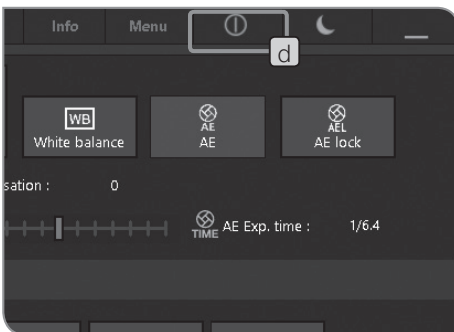 Info Menu
d
WB AE AEL
White balance AE AE lock
sation : 0
TIME AE Exp. time : 1/6.4